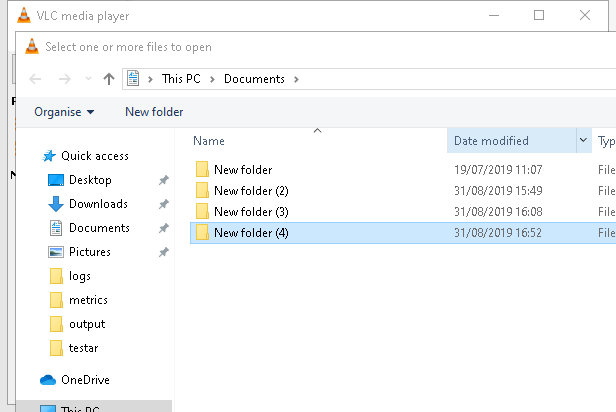 VLC media player
Select one or more files to open
This PC > Documents >
Organise New folder
Name Date modified Typ
Quick access
Desktop
Downloads
Documents
Pictures
logs
metrics
output
testar
OneDrive
This PC
New folder 19/07/2019 11:07 File
New folder (2) 31/08/2019 15:49 File
New folder (3) 31/08/2019 16:08 File
New folder (4) 31/08/2019 16:52 File